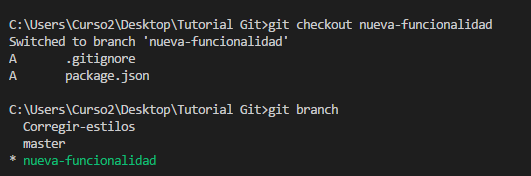 C:\Users\Curso2\Desktop\Tutorial Git>git checkout nueva-funcionalidad
Switched to branch 'nueva-funcionalidad'
A       .gitignore
A       package.json
C:\Users\Curso2\Desktop\Tutorial Git>git branch
  Corregir-estilos
  master
* nueva-funcionalidad